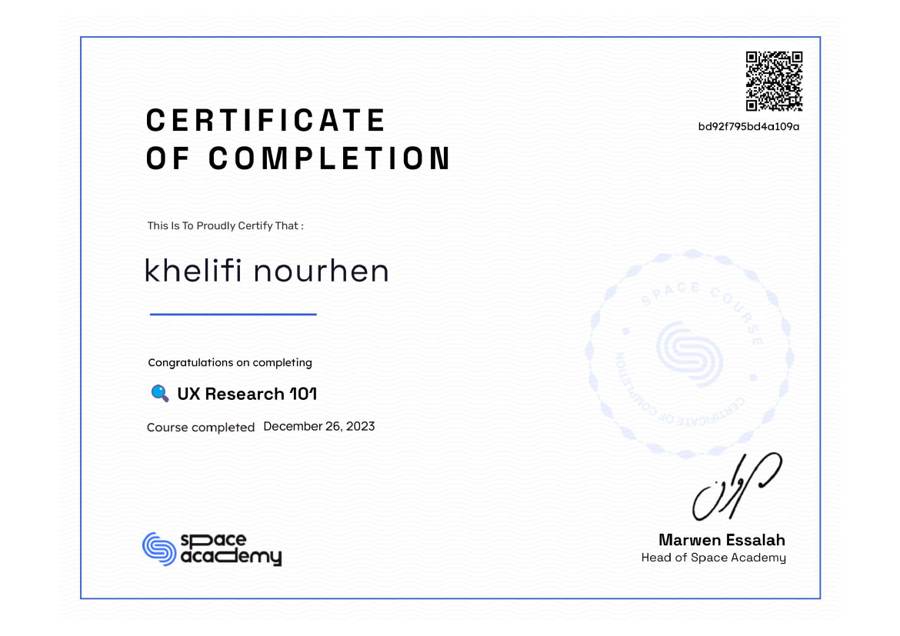 CERTIFICATE
OF COMPLETION
bd92f795bd4a109a
This Is To Proudly Certify That :
khelifi nourhen
Congratulations on completing
UX Research 101
Course completed December 26, 2023
SPACE COURSE
CERTIFICATE OF COMPLETION
space
academy
Marwen Essalah
Head of Space Academy